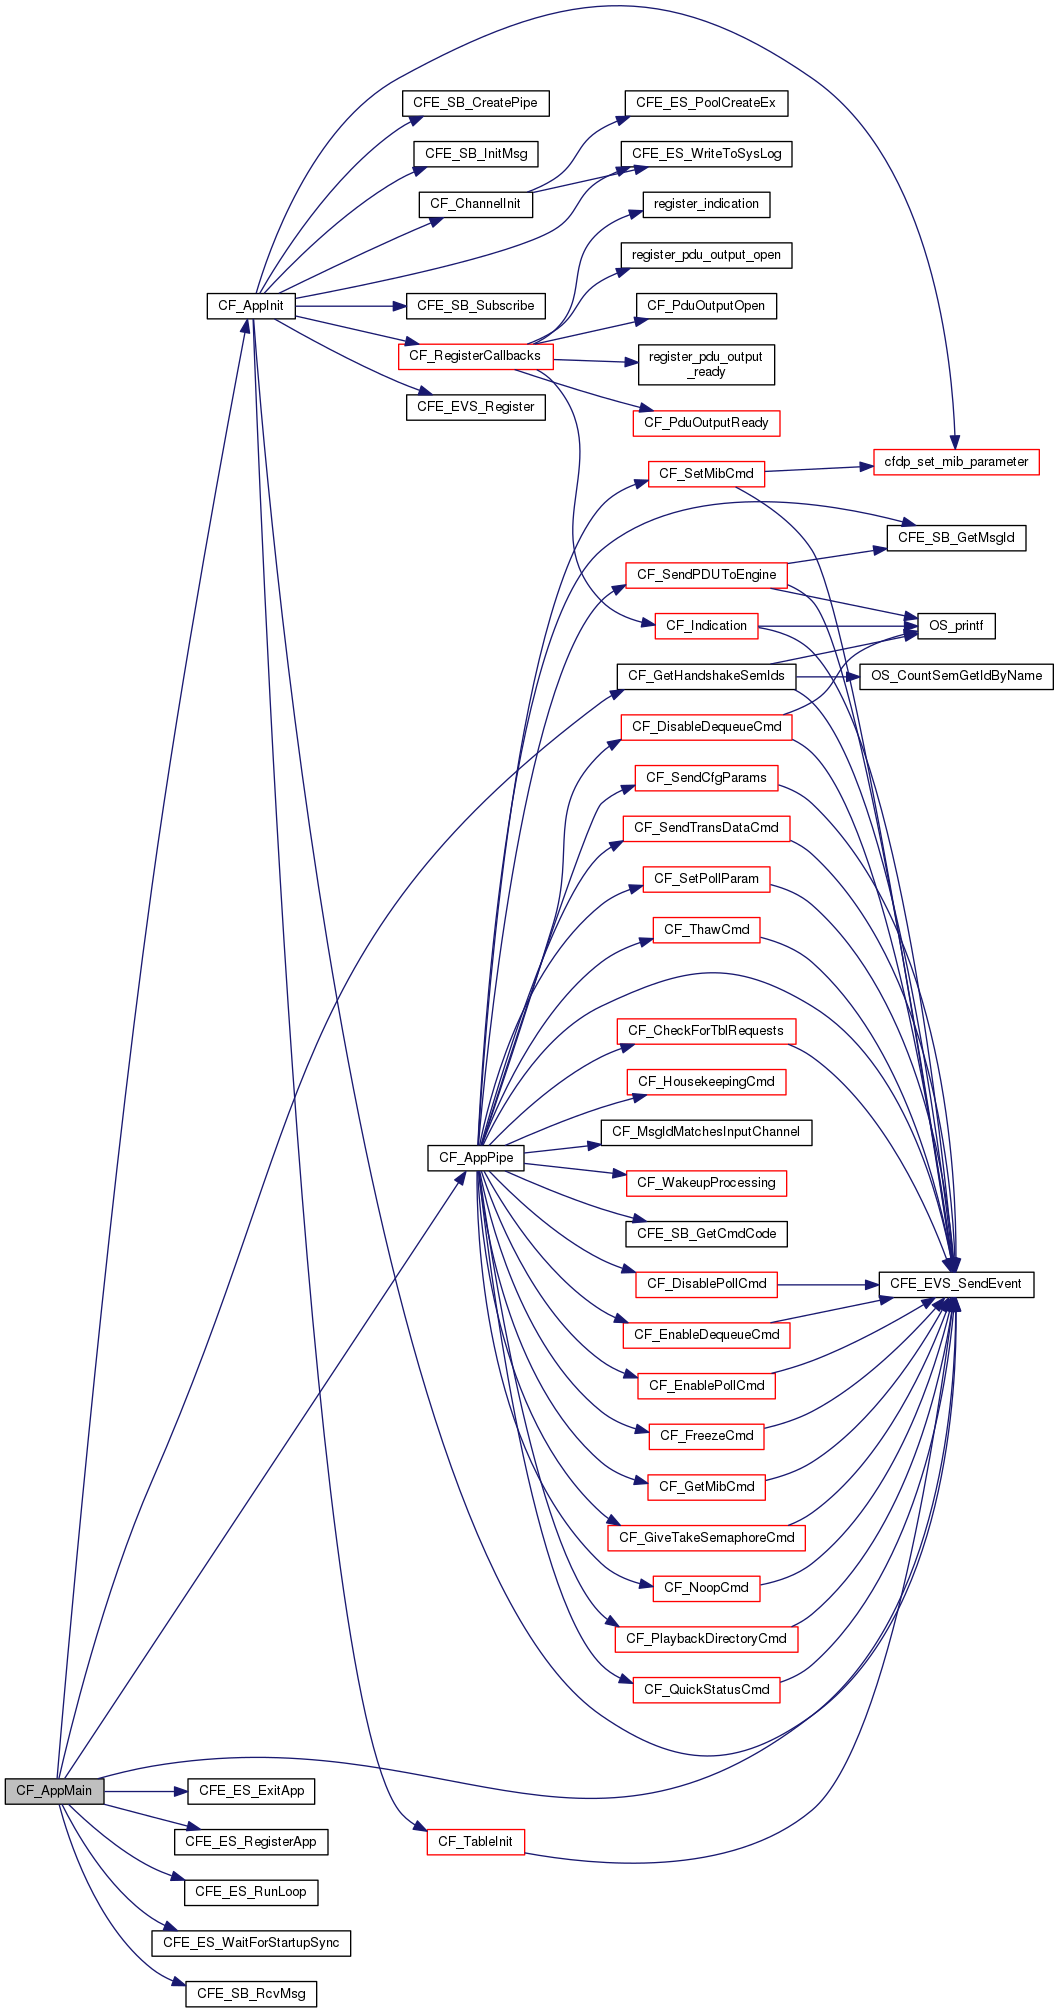 CFE_SB_CreatePipe
CFE_ES_PoolCreateEx
CFE_SB_InitMsg
CFE_ES_WriteToSysLog
CF_ChannelInit
register_indication
register_pdu_output_open
CF_AppInit
CFE_SB_Subscribe
CF_PduOutputOpen
CF_RegisterCallbacks
register_pdu_output
_ready
CFE_EVS_Register
CF_PduOutputReady
cfdp_set_mib_parameter
CF_SetMibCmd
CFE_SB_GetMsgId
CF_SendPDUToEngine
CF_Indication
OS_printf
CF_GetHandshakeSemIds
OS_CountSemGetIdByName
CF_DisableDequeueCmd
CF_SendCfgParams
CF_SendTransDataCmd
CF_SetPollParam
CF_ThawCmd
CF_CheckForTblRequests
CF_HousekeepingCmd
CF_MsgIdMatchesInputChannel
CF_AppPipe
CF_WakeupProcessing
CFE_SB_GetCmdCode
CF_DisablePollCmd
CFE_EVS_SendEvent
CF_EnableDequeueCmd
CF_EnablePollCmd
CF_FreezeCmd
CF_GetMibCmd
CF_GiveTakeSemaphoreCmd
CF_NoopCmd
CF_PlaybackDirectoryCmd
CF_QuickStatusCmd
CF_AppMain
CFE_ES_ExitApp
CFE_ES_RegisterApp
CF_TableInit
CFE_ES_RunLoop
CFE_ES_WaitForStartupSync
CFE_SB_RcvMsg